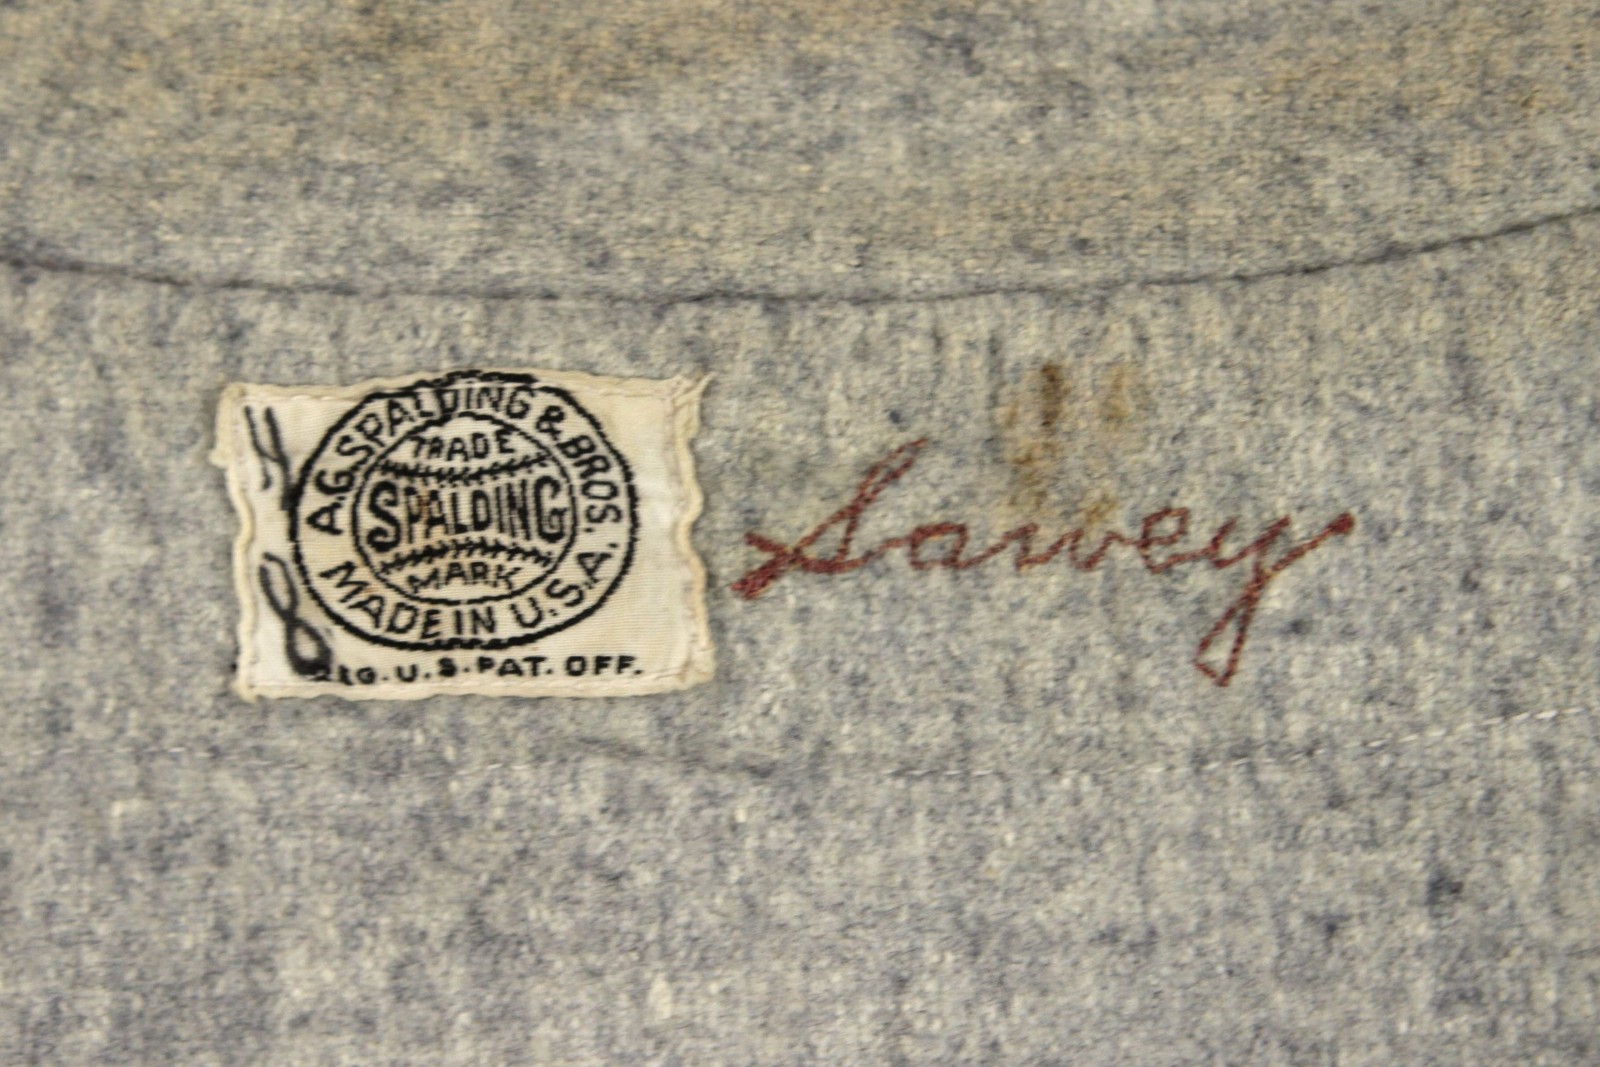 A.G. SPALDING & BROS.
TRADE
SPALDING
MARK
MADE IN U.S.A.
REG. U.S. PAT. OFF.
Sawey